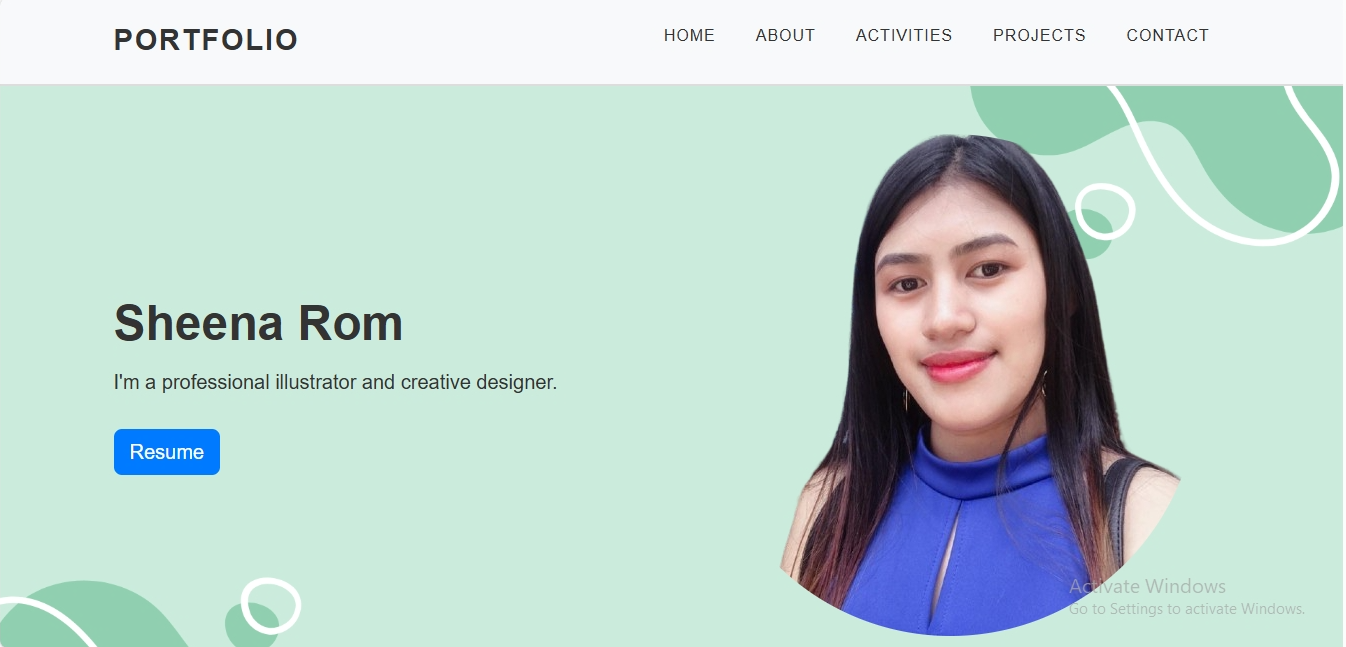 PORTFOLIO
HOME ABOUT ACTIVITIES PROJECTS CONTACT
Sheena Rom
I'm a professional illustrator and creative designer.
Resume
Activate Windows
Go to Settings to activate Windows.